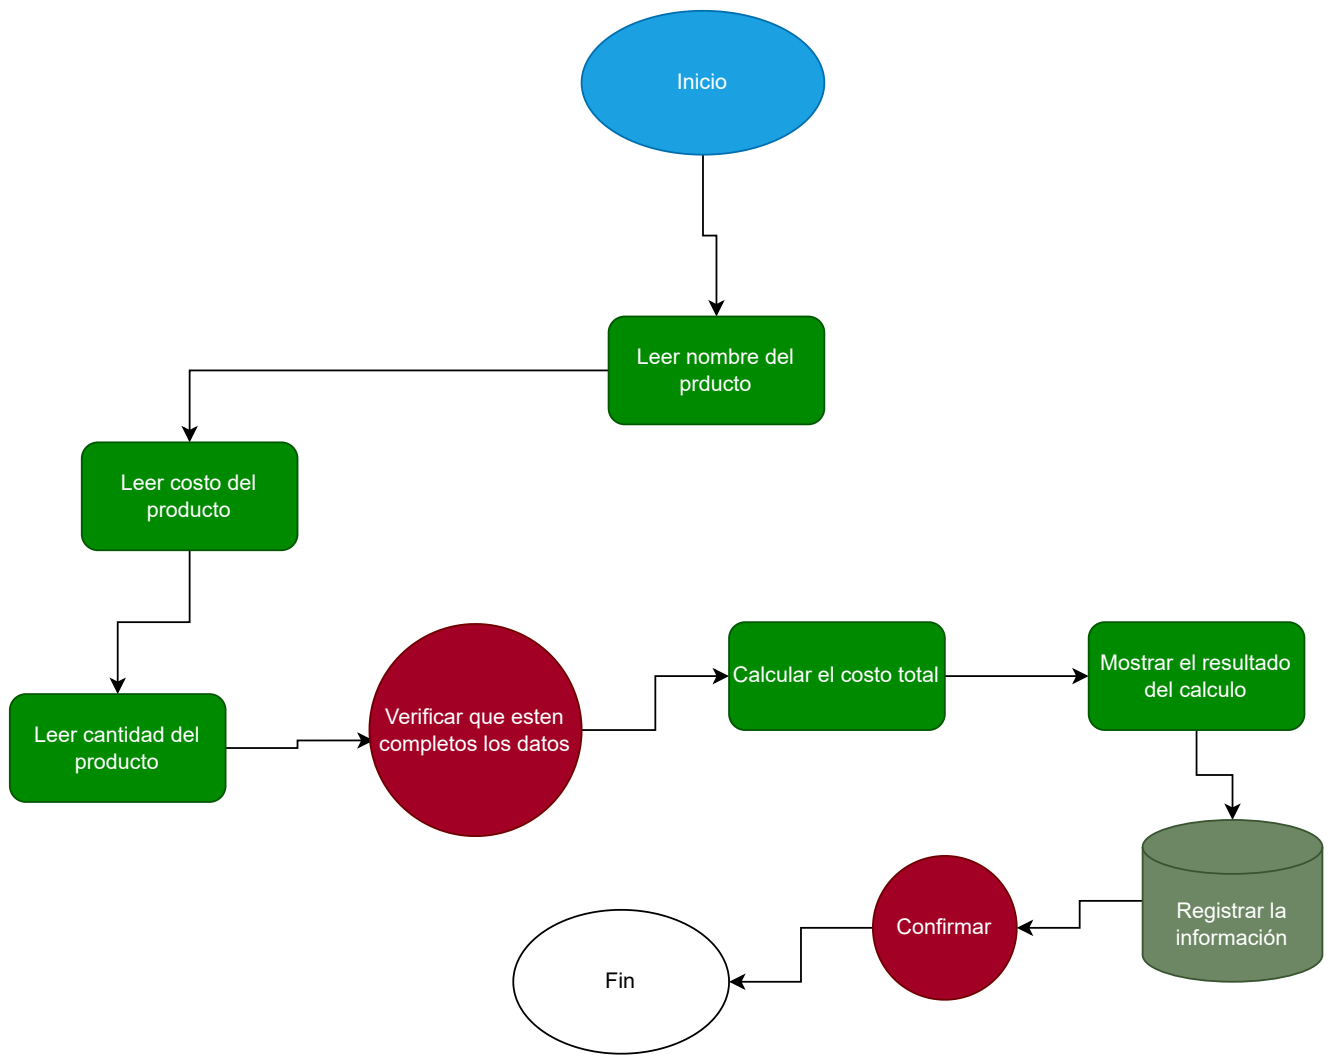 Inicio
Leer nombre del
prducto
Leer costo del
producto
Leer cantidad del
producto
Verificar que esten
completos los datos
Calcular el costo total
Mostrar el resultado
del calculo
Registrar la
información
Confirmar
Fin